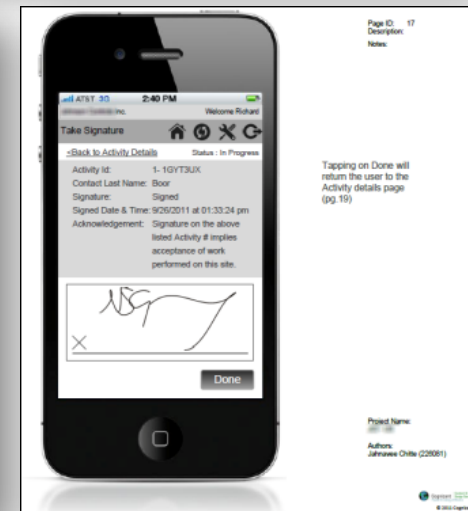 Page ID: 17
Description:
Notes:
AT&T 3G 2:40 PM
Inc. Welcome Richard
Take Signature
<Back to Activity Details Status : In Progress
Activity Id: 1- 1GYT3UX
Contact Last Name: Boor
Signature: Signed
Signed Date & Time: 9/26/2011 at 01:33:24 pm
Acknowledgement: Signature on the above
listed Activity # implies
acceptance of work
performed on this site.
X
Done
Tapping on Done will
return the user to the
Activity details page
(pg.19)
Project Name:
Authors:
Jahnavee Chitte (226081)
Cognizant